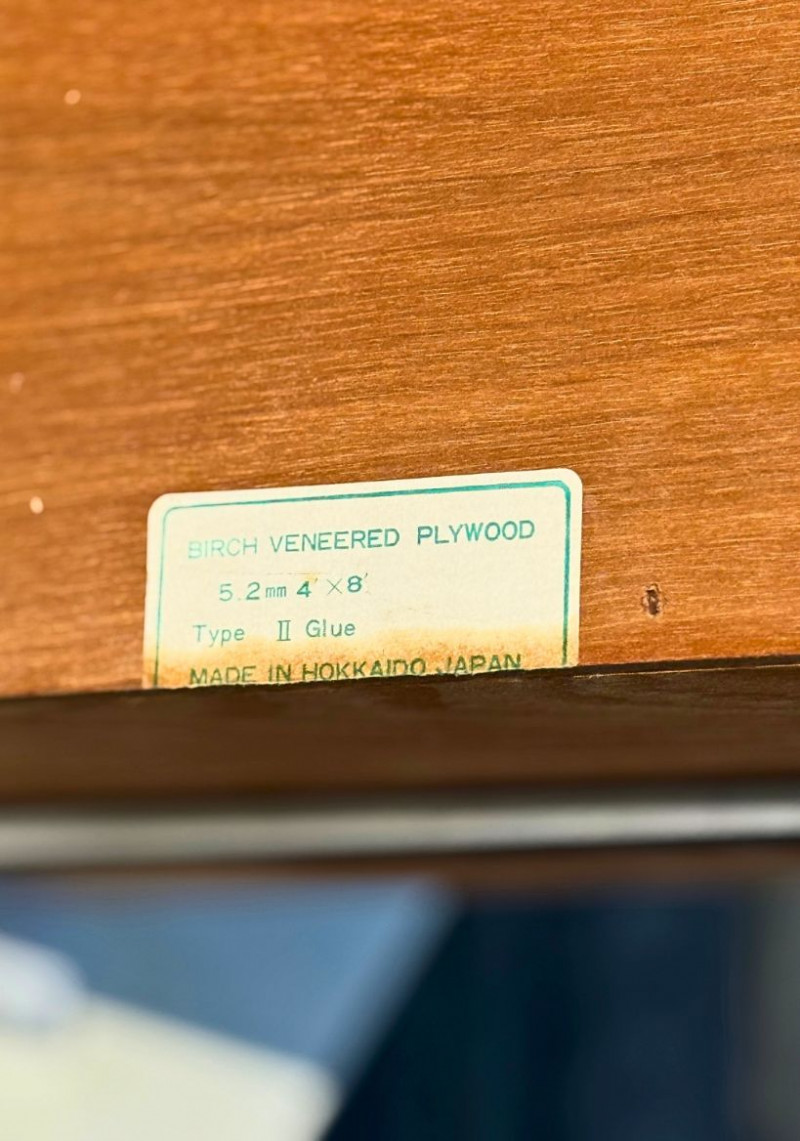 BIRCH VENEERED PLYWOOD
5.2mm 4' × 8'
Type II Glue
MADE IN HOKKAIDO JAPAN